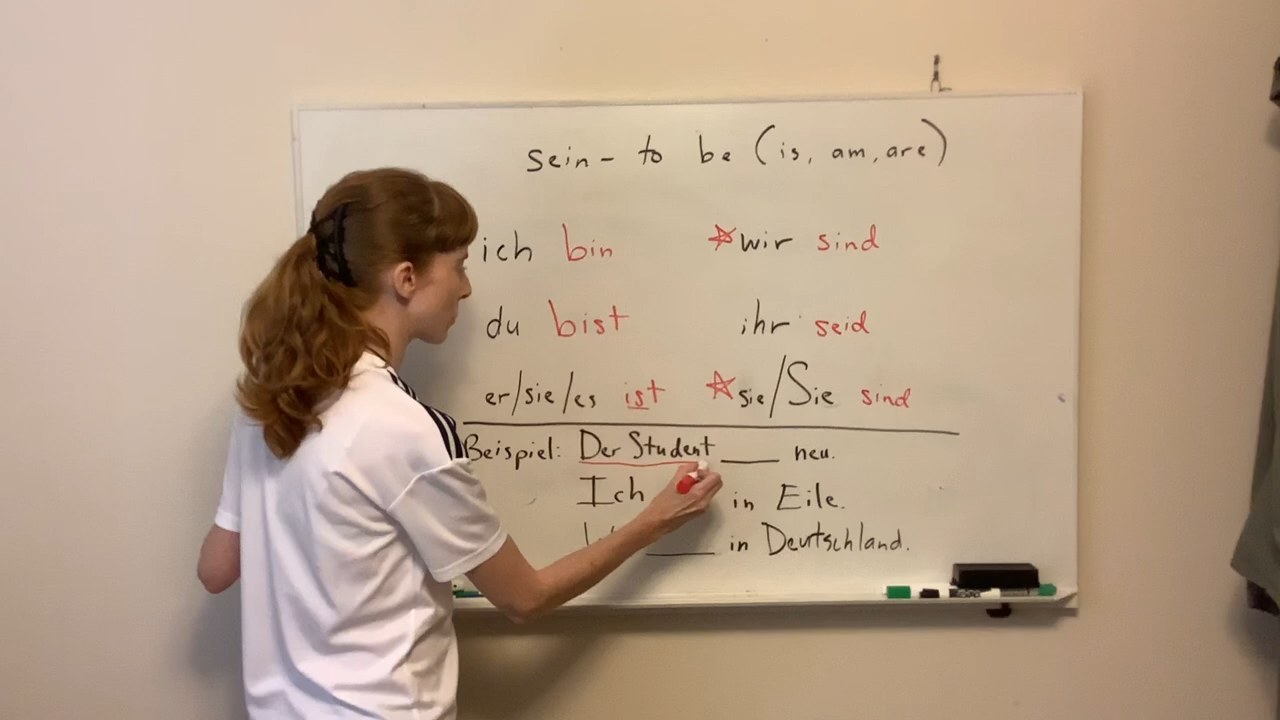 sein - to be (is, am, are)
ich bin ☆wir sind
du bist ihr seid
er/sie/es ist ☆sie/Sie sind
Beispiel: Der Student ___ neu.
Ich in Eile.
___ in Deutschland.